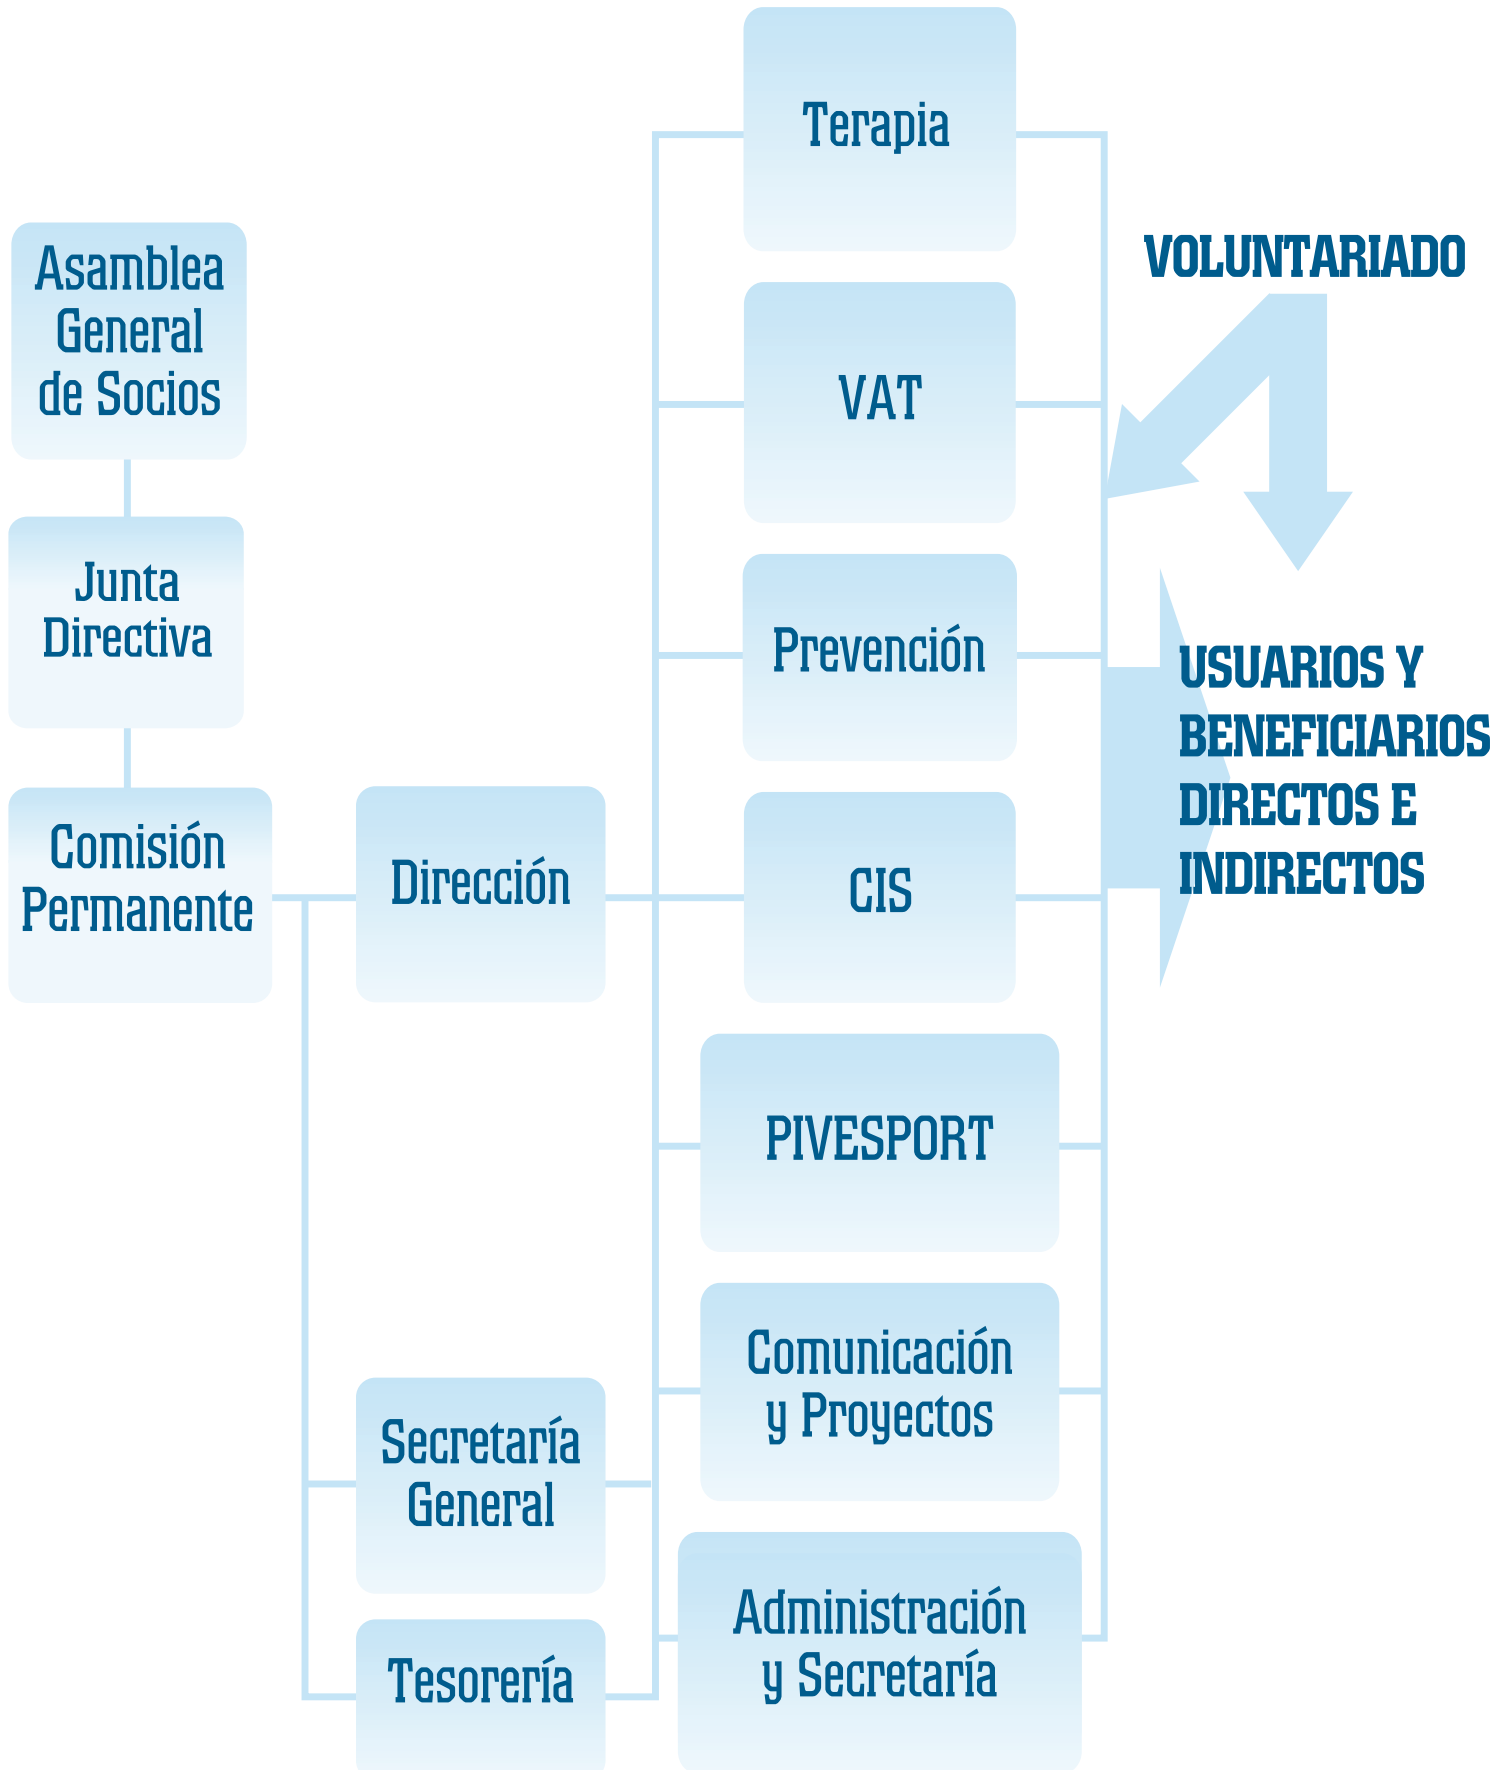 Asamblea
General
de Socios
Junta
Directiva
Comisión
Permanente
Dirección
Secretaría
General
Tesorería
Terapia
VAT
Prevención
CIS
PIVESPORT
Comunicación
y Proyectos
Administración
y Secretaría
VOLUNTARIADO
USUARIOS Y
BENEFICIARIOS
DIRECTOS E
INDIRECTOS